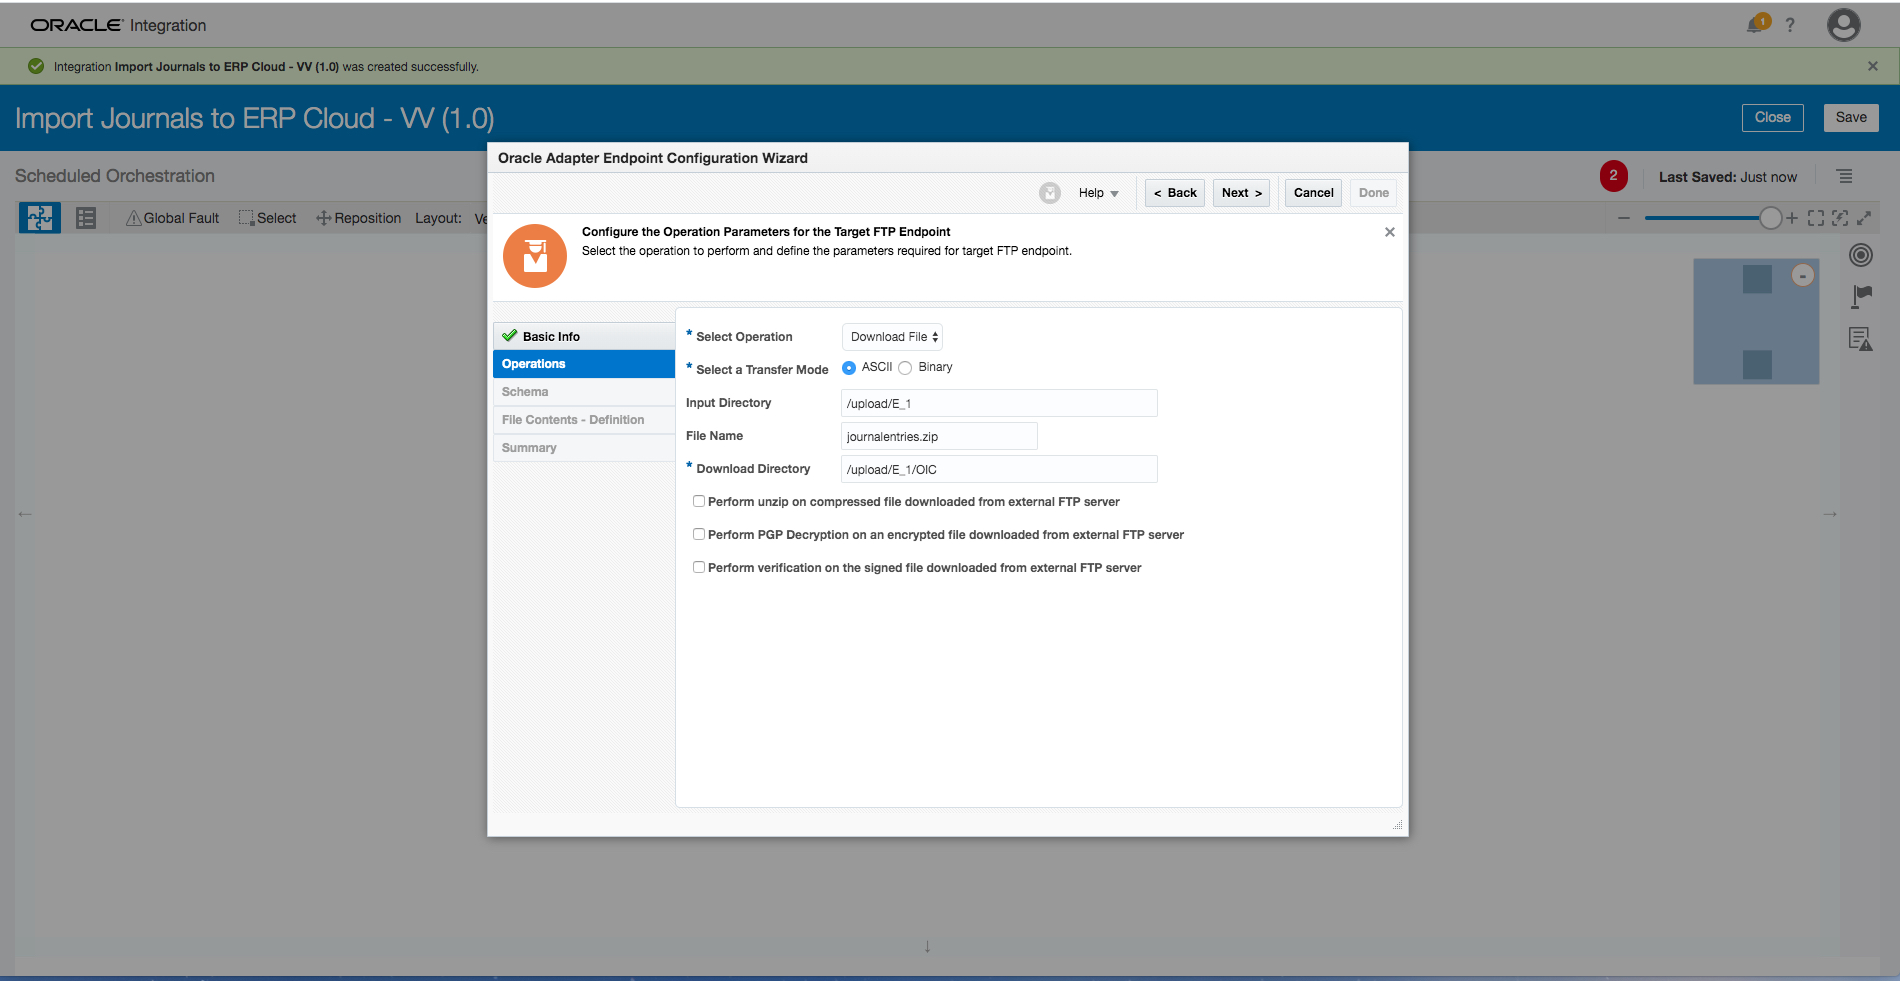 ORACLE Integration
1
?
Integration Import Journals to ERP Cloud - VV (1.0) was created successfully.
Import Journals to ERP Cloud - VV (1.0)
Close
Save
Scheduled Orchestration
2
Last Saved: Just now
Global Fault
Select
Reposition
Layout:
Ve
Oracle Adapter Endpoint Configuration Wizard
Help
< Back
Next >
Cancel
Done
Configure the Operation Parameters for the Target FTP Endpoint
Select the operation to perform and define the parameters required for target FTP endpoint.
Basic Info
Operations
Schema
File Contents - Definition
Summary
* Select Operation
Download File
* Select a Transfer Mode
ASCII
Binary
Input Directory
/upload/E_1
File Name
journalentries.zip
* Download Directory
/upload/E_1/OIC
Perform unzip on compressed file downloaded from external FTP server
Perform PGP Decryption on an encrypted file downloaded from external FTP server
Perform verification on the signed file downloaded from external FTP server